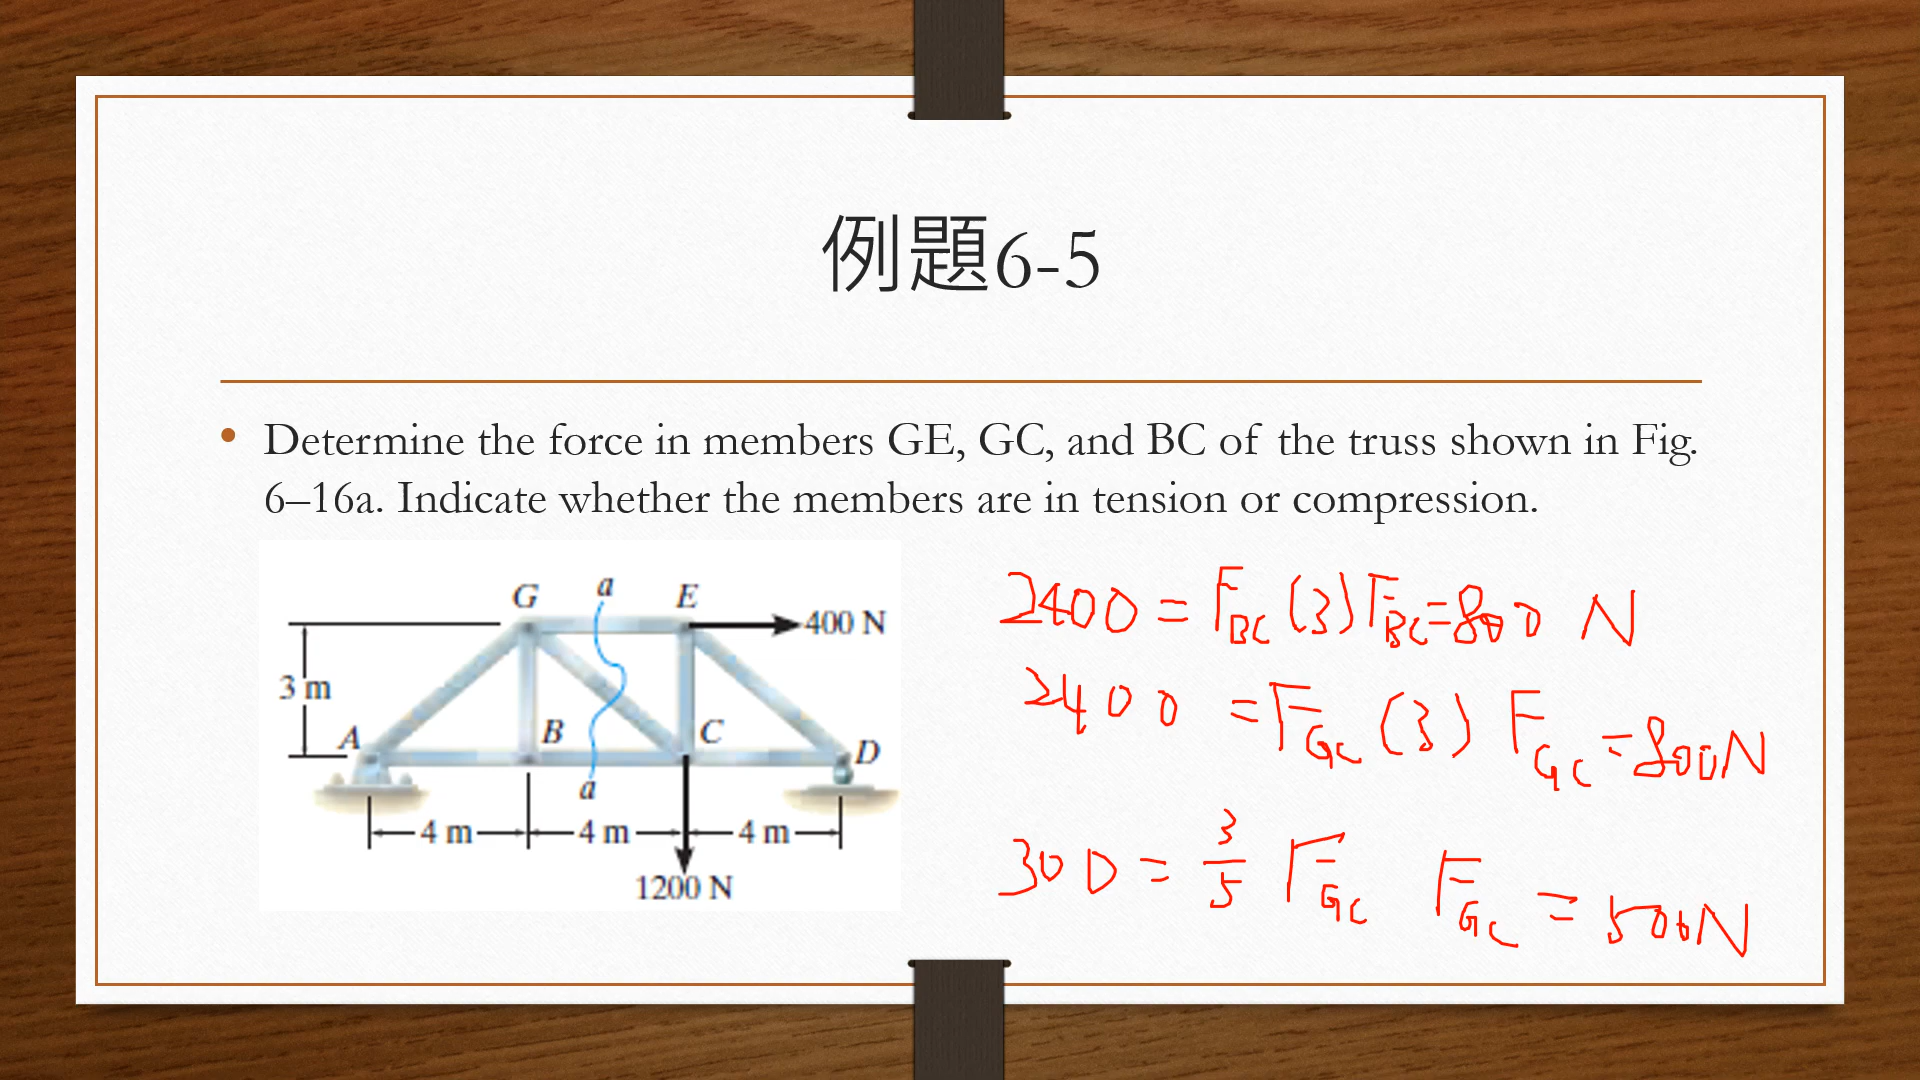 例題6-5
• Determine the force in members GE, GC, and BC of the truss shown in Fig.
6–16a. Indicate whether the members are in tension or compression.
G a E
400 N
3 m
A B C D
a
4 m 4 m 4 m
1200 N
2400 = F_BC (3) F_BC = 800 N
2400 = F_GC (3) F_GC = 800 N
300 = 3/5 F_GC F_GC = 500 N